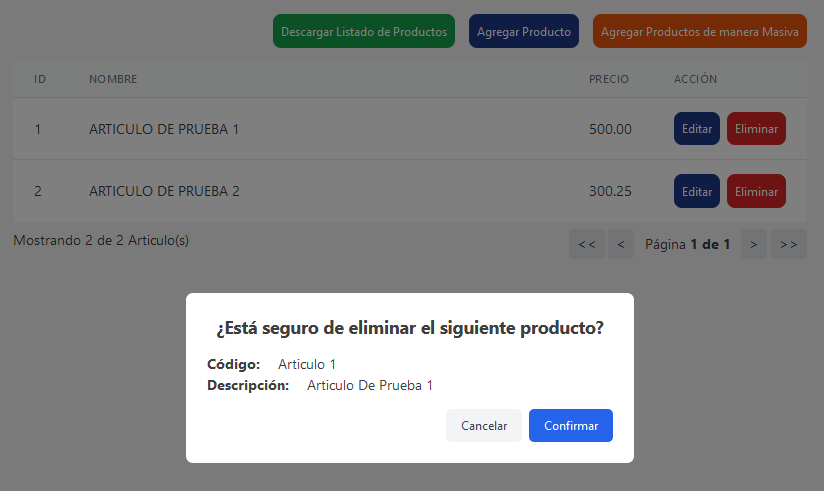 Descargar Listado de Productos Agregar Producto Agregar Productos de manera Masiva
ID NOMBRE PRECIO ACCIÓN
1 ARTICULO DE PRUEBA 1 500.00 Editar Eliminar
2 ARTICULO DE PRUEBA 2 300.25 Editar Eliminar
Mostrando 2 de 2 Articulo(s) << < Página 1 de 1 > >>
¿Está seguro de eliminar el siguiente producto?
Código: Articulo 1
Descripción: Articulo De Prueba 1
Cancelar Confirmar